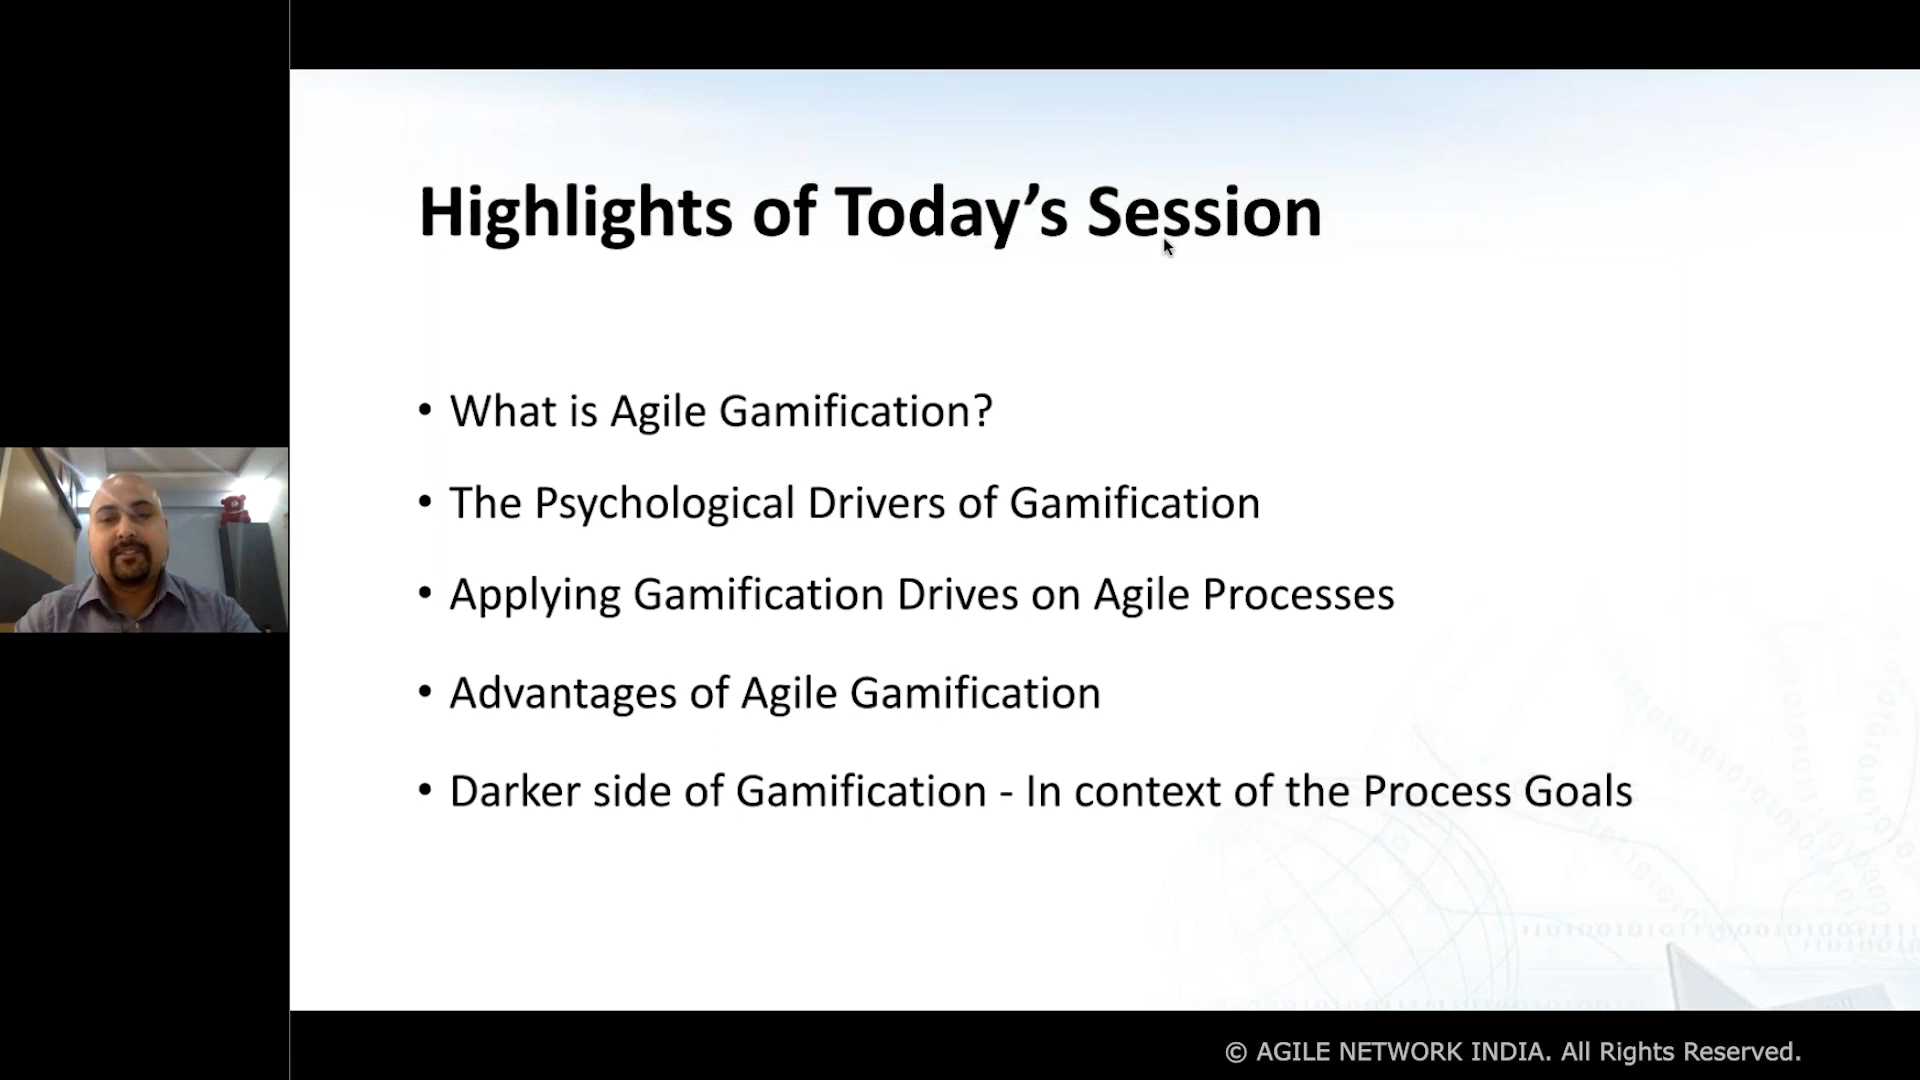 Highlights of Today’s Session
• What is Agile Gamification?
• The Psychological Drivers of Gamification
• Applying Gamification Drives on Agile Processes
• Advantages of Agile Gamification
• Darker side of Gamification - In context of the Process Goals
© AGILE NETWORK INDIA. All Rights Reserved.